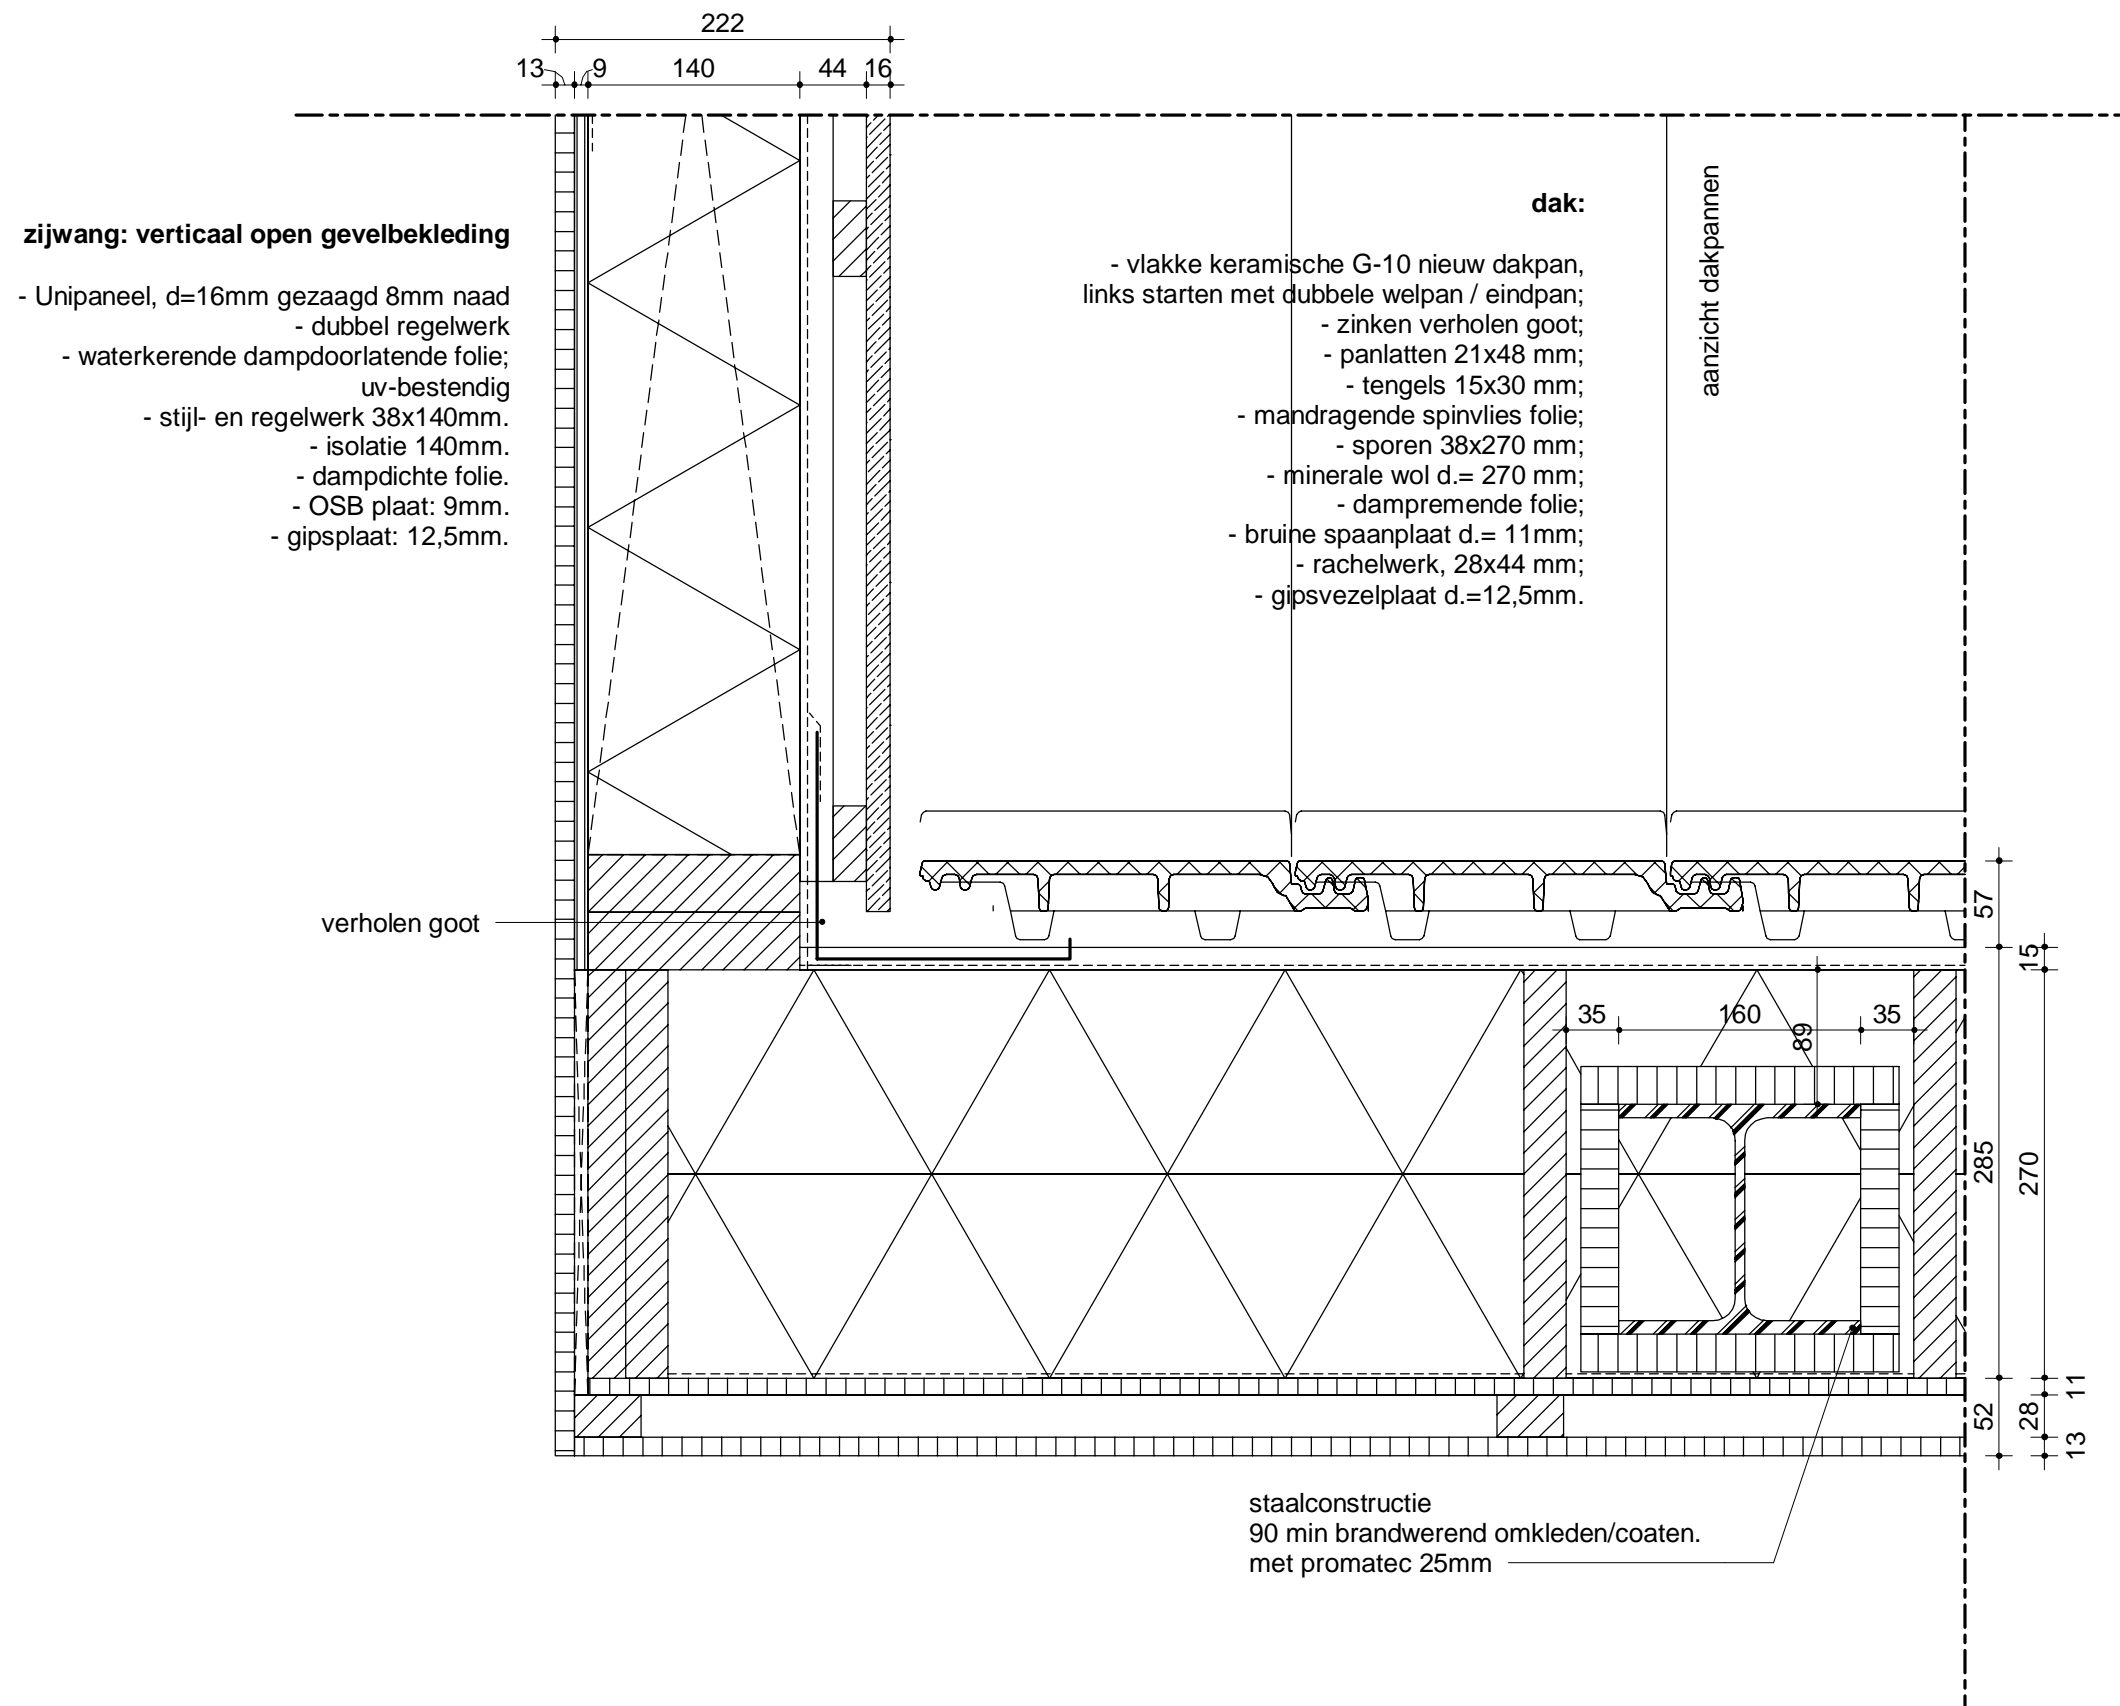 222
13
9
140
44
16
zijwang: verticaal open gevelbekleding
- Unipaneel, d=16mm gezaagd 8mm naad
- dubbel regelwerk
- waterkerende dampdoorlatende folie;
uv-bestendig
- stijl- en regelwerk 38x140mm.
- isolatie 140mm.
- dampdichte folie.
- OSB plaat: 9mm.
- gipsplaat: 12,5mm.
dak:
- vlakke keramische G-10 nieuw dakpan,
links starten met dubbele welpan / eindpan;
- zinken verholen goot;
- panlatten 21x48 mm;
- tengels 15x30 mm;
- mandragende spinvlies folie;
- sporen 38x270 mm;
- minerale wol d.= 270 mm;
- dampremende folie;
- bruine spaanplaat d.= 11mm;
- rachelwerk, 28x44 mm;
- gipsvezelplaat d.=12,5mm.
aanzicht dakpannen
verholen goot
57
15
35
160
35
89
285
270
11
52
28
13
staalconstructie
90 min brandwerend omkleden/coaten.
met promatec 25mm